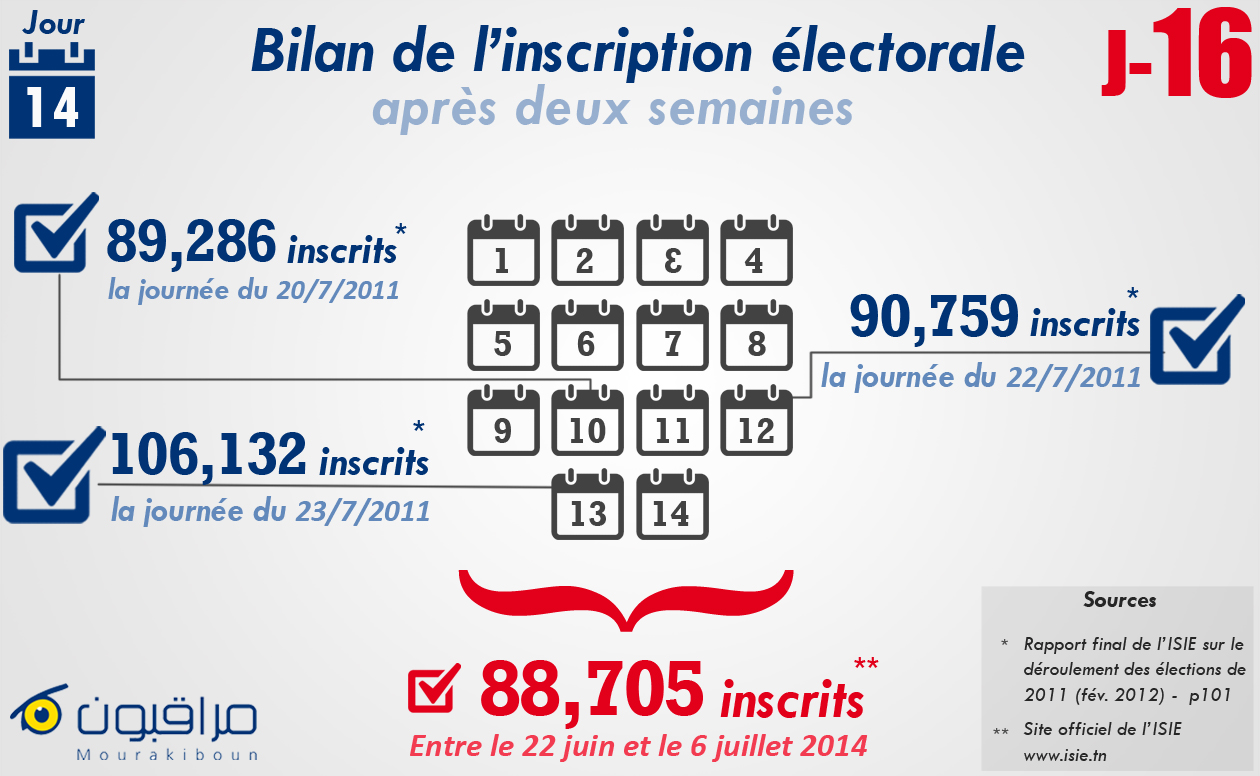 Jour
14
Bilan de l'inscription électorale
après deux semaines
J-16
89,286 inscrits*
la journée du 20/7/2011
106,132 inscrits*
la journée du 23/7/2011
1 2 3 4
5 6 7 8
9 10 11 12
13 14
90,759 inscrits*
la journée du 22/7/2011
88,705 inscrits**
Entre le 22 juin et le 6 juillet 2014
مراقبون
Mourakiboun
Sources
* Rapport final de l'ISIE sur le
déroulement des élections de
2011 (fév. 2012) - p101
** Site officiel de l'ISIE
www.isie.tn